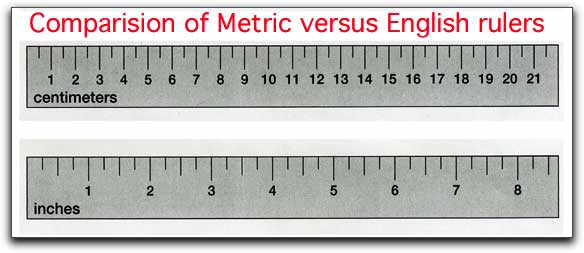 Comparision of Metric versus English rulers
1 2 3 4 5 6 7 8 9 10 11 12 13 14 15 16 17 18 19 20 21
centimeters
1 2 3 4 5 6 7 8
inches